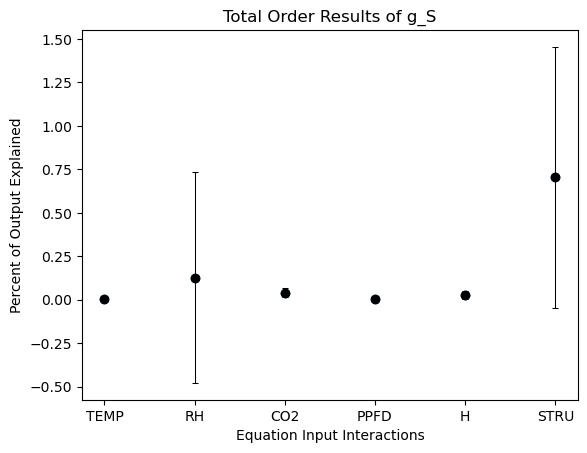 Total Order Results of g_S
Percent of Output Explained
1.50
1.25
1.00
0.75
0.50
0.25
0.00
−0.25
−0.50
TEMP RH CO2 PPFD H STRU
Equation Input Interactions